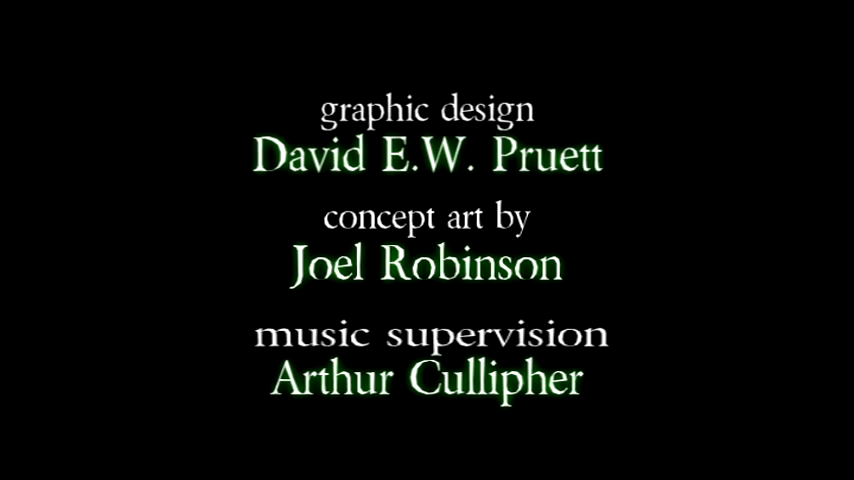 graphic design
David E.W. Pruett
concept art by
Joel Robinson
music supervision
Arthur Cullipher